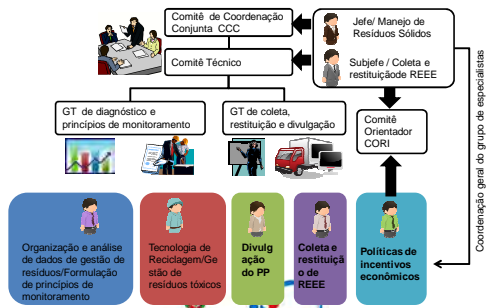 Comitê de Coordenação
Conjunta CCC
Jefe/ Manejo de
Resíduos Sólidos
Comitê Técnico
Subjefe / Coleta e
restituiçãode REEE
GT de diagnóstico e
princípios de monitoramento
GT de coleta,
restituição e divulgação
Comitê
Orientador
CORI
Coordenação geral do grupo de especialistas
Organização e análise
de dados de gestão de
resíduos/Formulação
de princípios de
monitoramento
Tecnologia de
Reciclagem/Ge
stão de
resíduos tóxicos
Divulg
ação
do PP
Coleta e
restituiçã
o de
REEE
Políticas de
incentivos
econômicos